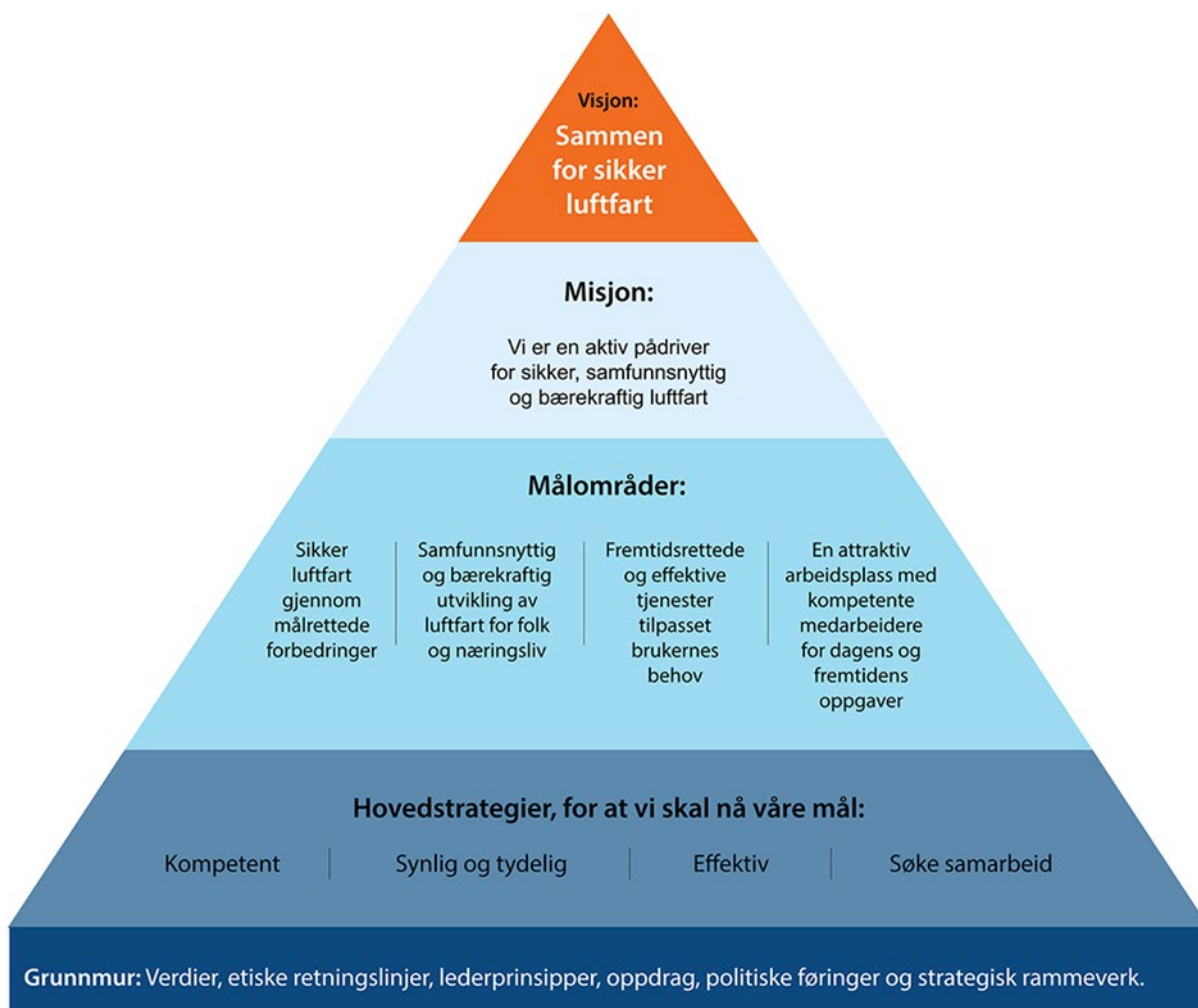 Visjon:
Sammen
for sikker
luftfart
Misjon:
Vi er en aktiv pådriver
for sikker, samfunnsnyttig
og bærekraftig luftfart
Målområder:
Sikker
luftfart
gjennom
målrettede
forbedringer
Samfunnsnyttig
og bærekraftig
utvikling av
luftfart for folk
og næringsliv
Fremtidsrettede
og effektive
tjenester
tilpasset
brukernes
behov
En attraktiv
arbeidsplass med
kompetente
medarbeidere
for dagens og
fremtidens
oppgaver
Hovedstrategier, for at vi skal nå våre mål:
Kompetent
Synlig og tydelig
Effektiv
Søke samarbeid
Grunnmur: Verdier, etiske retningslinjer, lederprinsipper, oppdrag, politiske føringer og strategisk rammeverk.